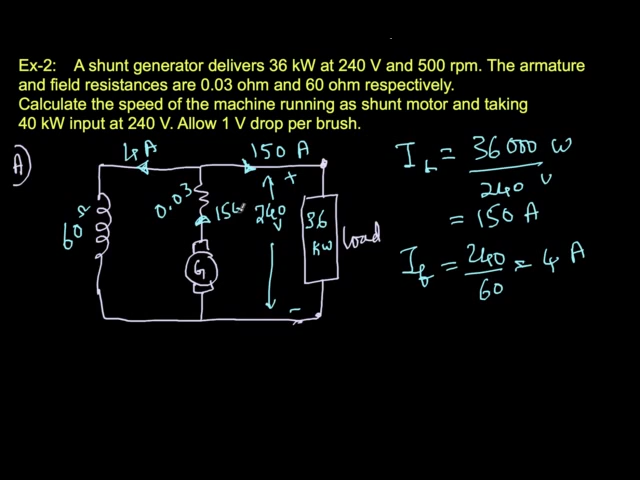 Ex-2: A shunt generator delivers 36 kW at 240 V and 500 rpm. The armature
and field resistances are 0.03 ohm and 60 ohm respectively.
Calculate the speed of the machine running as shunt motor and taking
40 kW input at 240 V. Allow 1 V drop per brush.
A)
4A
150 A
60 Ω
0.03
154
240
V
+
-
G
36
KW
load
I_L = 36000 W / 240 V
= 150 A
I_f = 240 / 60 = 4 A